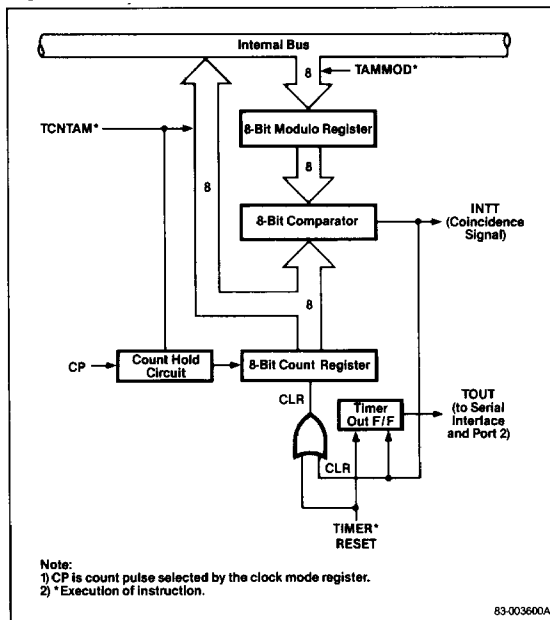 Internal Bus
8
TAMMOD*
TCNTAM*
8-Bit Modulo Register
8
8
8-Bit Comparator
INTT
(Coincidence
Signal)
8
CP
Count Hold
Circuit
8-Bit Count Register
CLR
Timer
Out F/F
TOUT
(to Serial
Interface
and Port 2)
CLR
TIMER*
RESET
Note:
1) CP is count pulse selected by the clock mode register.
2) *Execution of instruction.
83-003600A